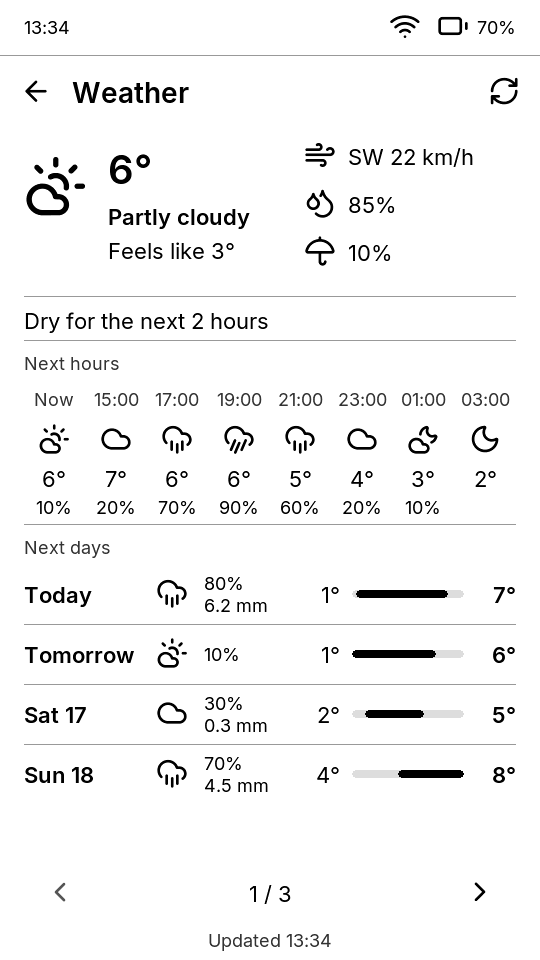 13:34 70%
Weather
6°
Partly cloudy
Feels like 3°
SW 22 km/h
85%
10%
Dry for the next 2 hours
Next hours
Now 15:00 17:00 19:00 21:00 23:00 01:00 03:00
6° 7° 6° 6° 5° 4° 3° 2°
10% 20% 70% 90% 60% 20% 10%
Next days
Today 80% 6.2 mm 1° 7°
Tomorrow 10% 1° 6°
Sat 17 30% 0.3 mm 2° 5°
Sun 18 70% 4.5 mm 4° 8°
1 / 3
Updated 13:34